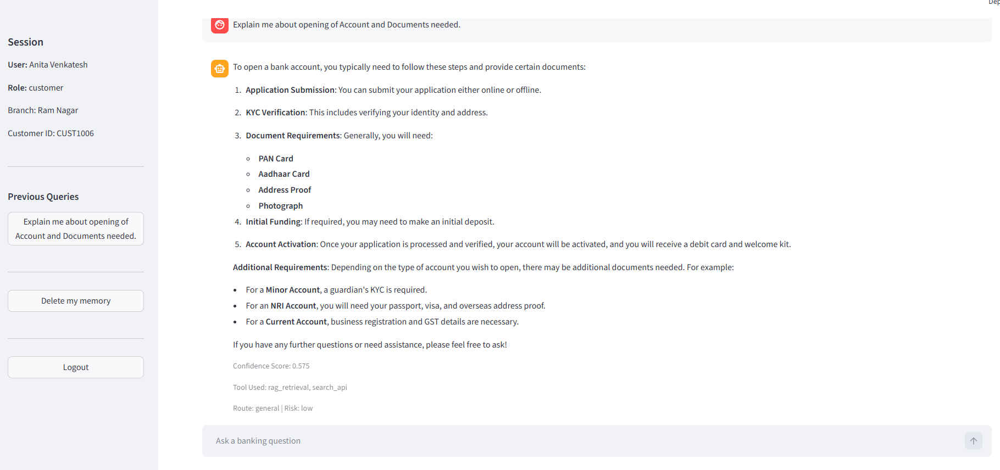 Session
User: Anita Venkatesh
Role: customer
Branch: Ram Nagar
Customer ID: CUST1006
Previous Queries
Explain me about opening of
Account and Documents needed.
Delete my memory
Logout
Explain me about opening of Account and Documents needed.
To open a bank account, you typically need to follow these steps and provide certain documents:
1. Application Submission: You can submit your application either online or offline.
2. KYC Verification: This includes verifying your identity and address.
3. Document Requirements: Generally, you will need:
PAN Card
Aadhaar Card
Address Proof
Photograph
4. Initial Funding: If required, you may need to make an initial deposit.
5. Account Activation: Once your application is processed and verified, your account will be activated, and you will receive a debit card and welcome kit.
Additional Requirements: Depending on the type of account you wish to open, there may be additional documents needed. For example:
• For a Minor Account, a guardian's KYC is required.
• For an NRI Account, you will need your passport, visa, and overseas address proof.
• For a Current Account, business registration and GST details are necessary.
If you have any further questions or need assistance, please feel free to ask!
Confidence Score: 0.575
Tool Used: rag_retrieval, search_api
Route: general | Risk: low
Ask a banking question